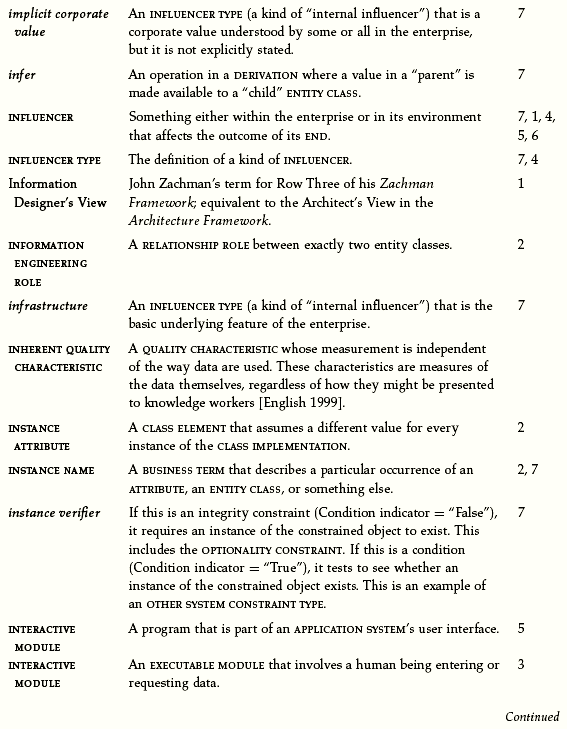 implicit corporate An INFLUENCER TYPE (a kind of “internal influencer”) that is a 7
value corporate value understood by some or all in the enterprise,
but it is not explicitly stated.
infer An operation in a DERIVATION where a value in a “parent” is 7
made available to a “child” ENTITY CLASS.
INFLUENCER Something either within the enterprise or in its environment 7, 1, 4,
that affects the outcome of its END. 5, 6
INFLUENCER TYPE The definition of a kind of INFLUENCER. 7, 4
Information John Zachman’s term for Row Three of his Zachman 1
Designer’s View Framework; equivalent to the Architect’s View in the
Architecture Framework.
INFORMATION A RELATIONSHIP ROLE between exactly two entity classes. 2
ENGINEERING
ROLE
infrastructure An INFLUENCER TYPE (a kind of “internal influencer”) that is the 7
basic underlying feature of the enterprise.
INHERENT QUALITY A QUALITY CHARACTERISTIC whose measurement is independent
CHARACTERISTIC of the way data are used. These characteristics are measures of
the data themselves, regardless of how they might be presented
to knowledge workers [English 1999].
INSTANCE A CLASS ELEMENT that assumes a different value for every 2
ATTRIBUTE instance of the CLASS IMPLEMENTATION.
INSTANCE NAME A BUSINESS TERM that describes a particular occurrence of an 2, 7
ATTRIBUTE, an ENTITY CLASS, or something else.
instance verifier If this is an integrity constraint (Condition indicator = “False”), 7
it requires an instance of the constrained object to exist. This
includes the OPTIONALITY CONSTRAINT. If this is a condition
(Condition indicator = “True”), it tests to see whether an
instance of the constrained object exists. This is an example of
an OTHER SYSTEM CONSTRAINT TYPE.
INTERACTIVE A program that is part of an APPLICATION SYSTEM’s user interface. 5
MODULE
INTERACTIVE An EXECUTABLE MODULE that involves a human being entering or 3
MODULE requesting data.
Continued